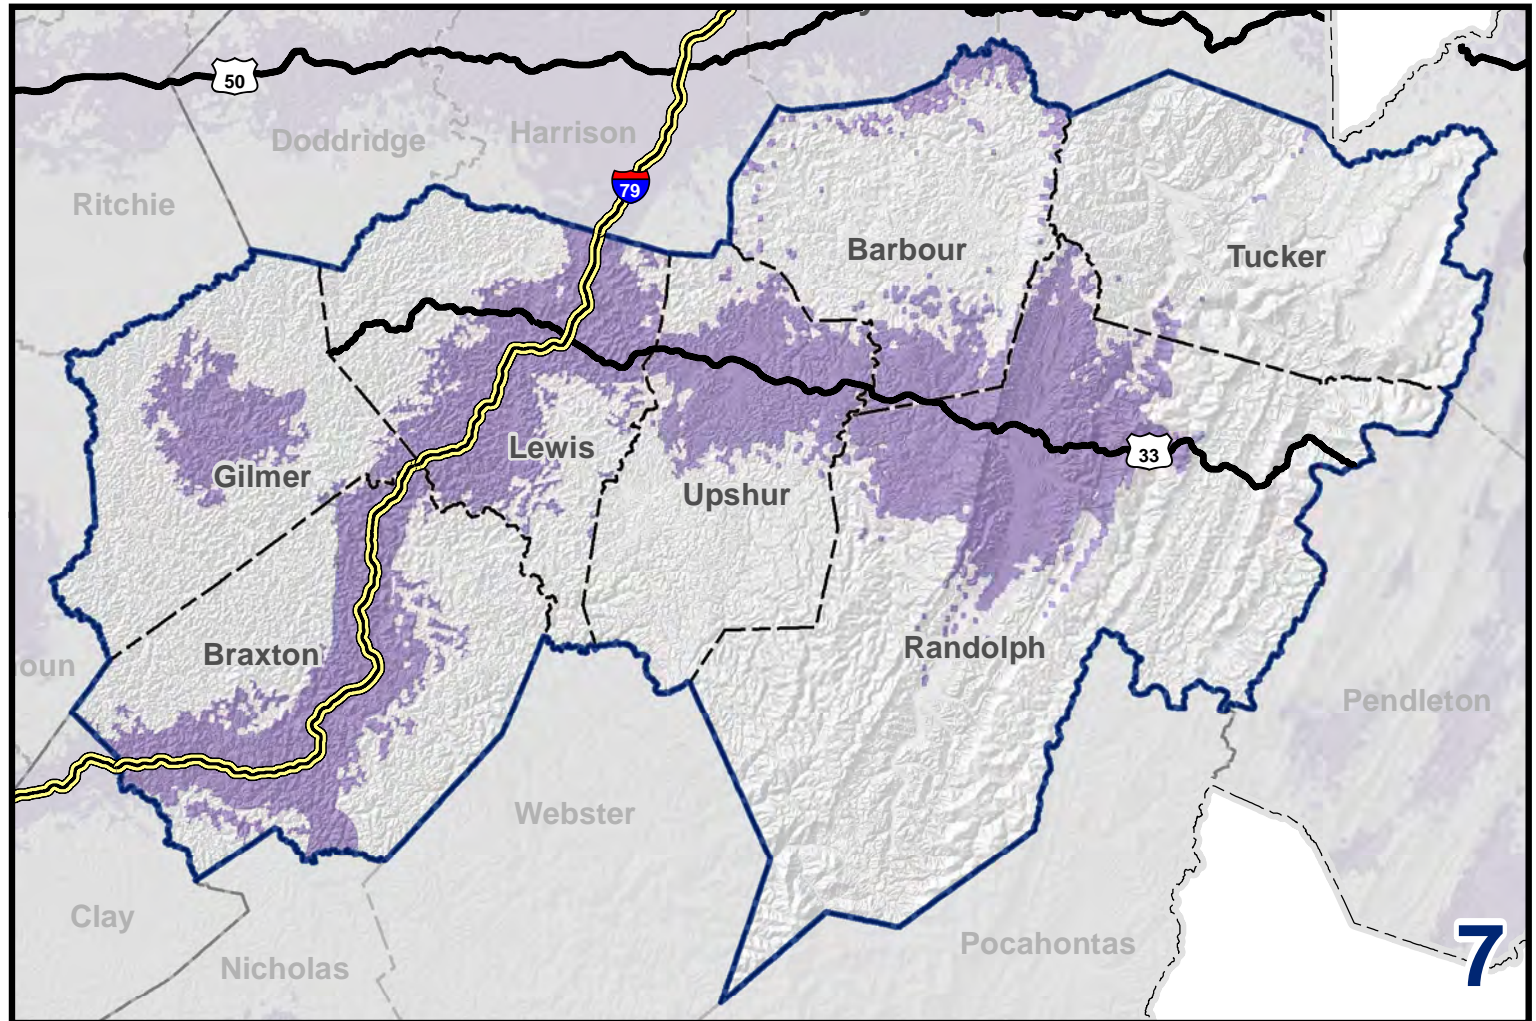 50
Doddridge
Harrison
79
Ritchie
Barbour
Tucker
Lewis
33
Gilmer
Upshur
oun
Braxton
Randolph
Pendleton
Webster
Clay
Pocahontas
Nicholas
7